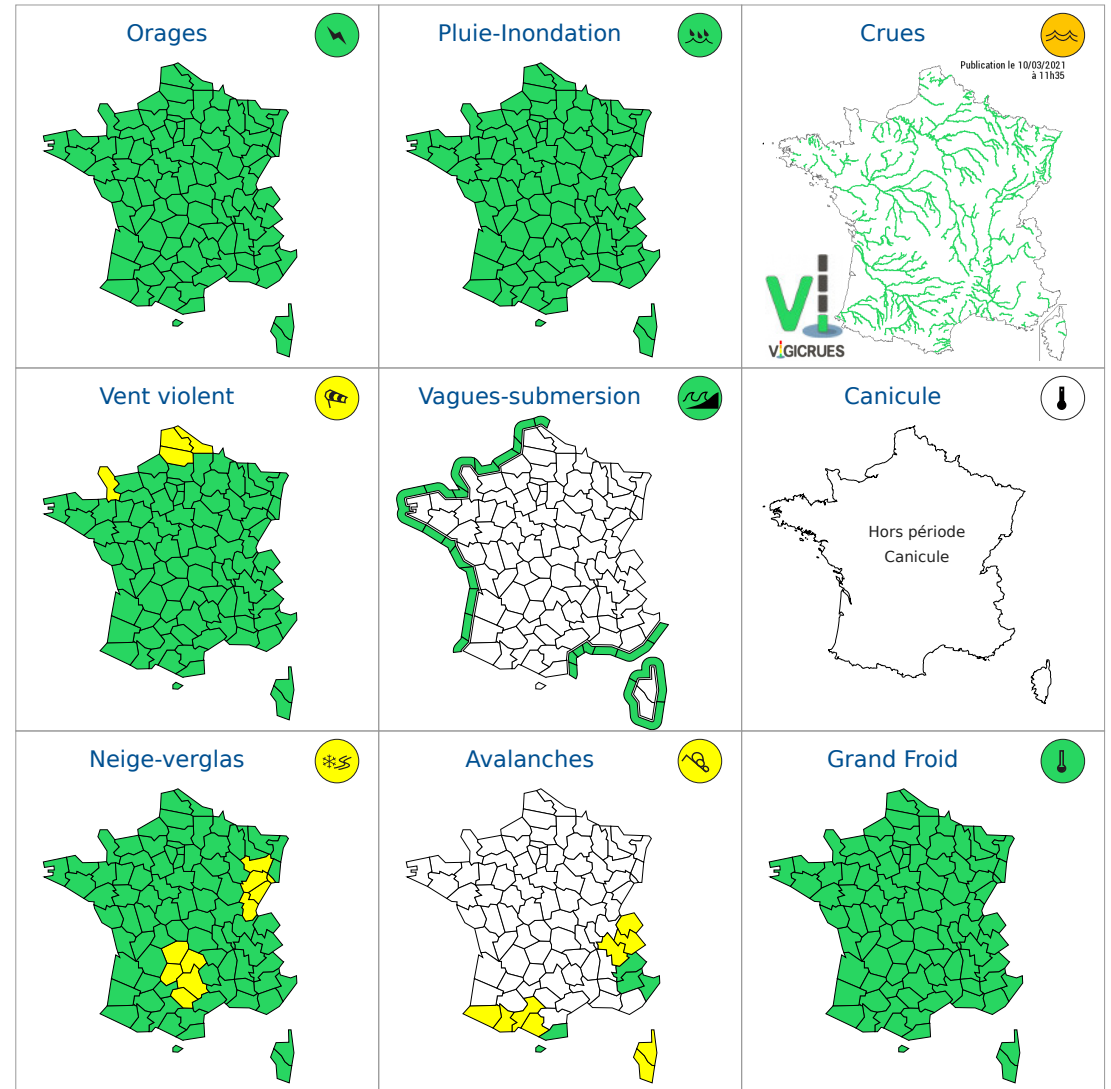 Orages
Pluie-Inondation
Crues
Publication le 10/03/2021
à 11h35
Vi
VIGICRUES
Vent violent
Vagues-submersion
Canicule
Hors période
Canicule
Neige-verglas
Avalanches
Grand Froid